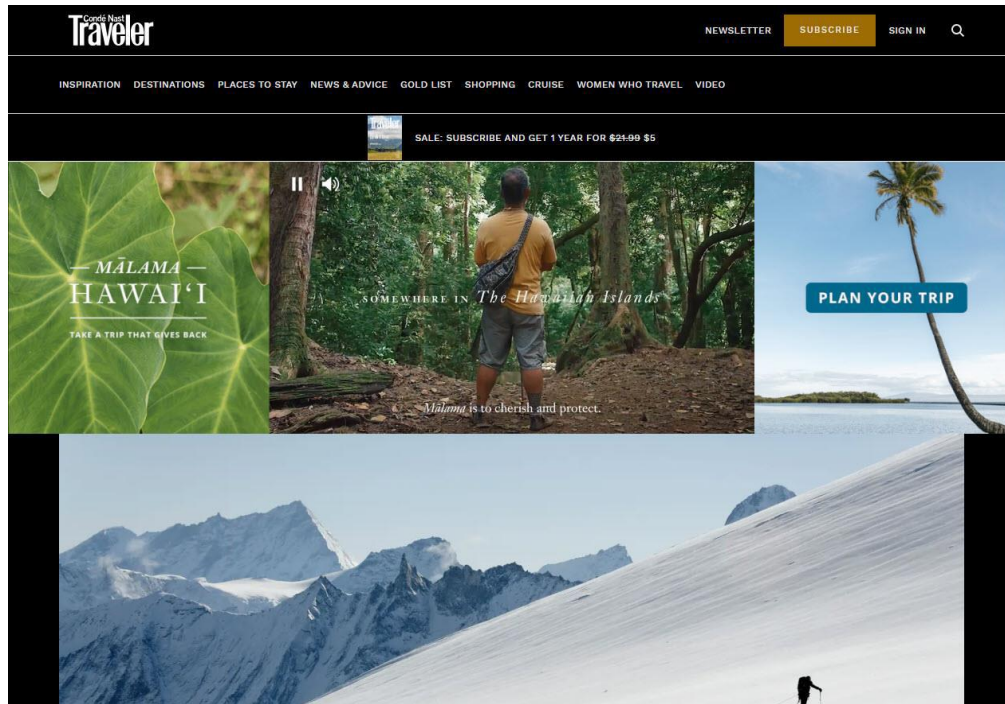 Condé Nast
Traveler
NEWSLETTER SUBSCRIBE SIGN IN
INSPIRATION DESTINATIONS PLACES TO STAY NEWS & ADVICE GOLD LIST SHOPPING CRUISE WOMEN WHO TRAVEL VIDEO
Traveler
SALE: SUBSCRIBE AND GET 1 YEAR FOR $21.99 $5
MĀLAMA
HAWAIʻI
TAKE A TRIP THAT GIVES BACK
SOMEWHERE IN The Hawaiian Islands
Mālama is to cherish and protect.
PLAN YOUR TRIP